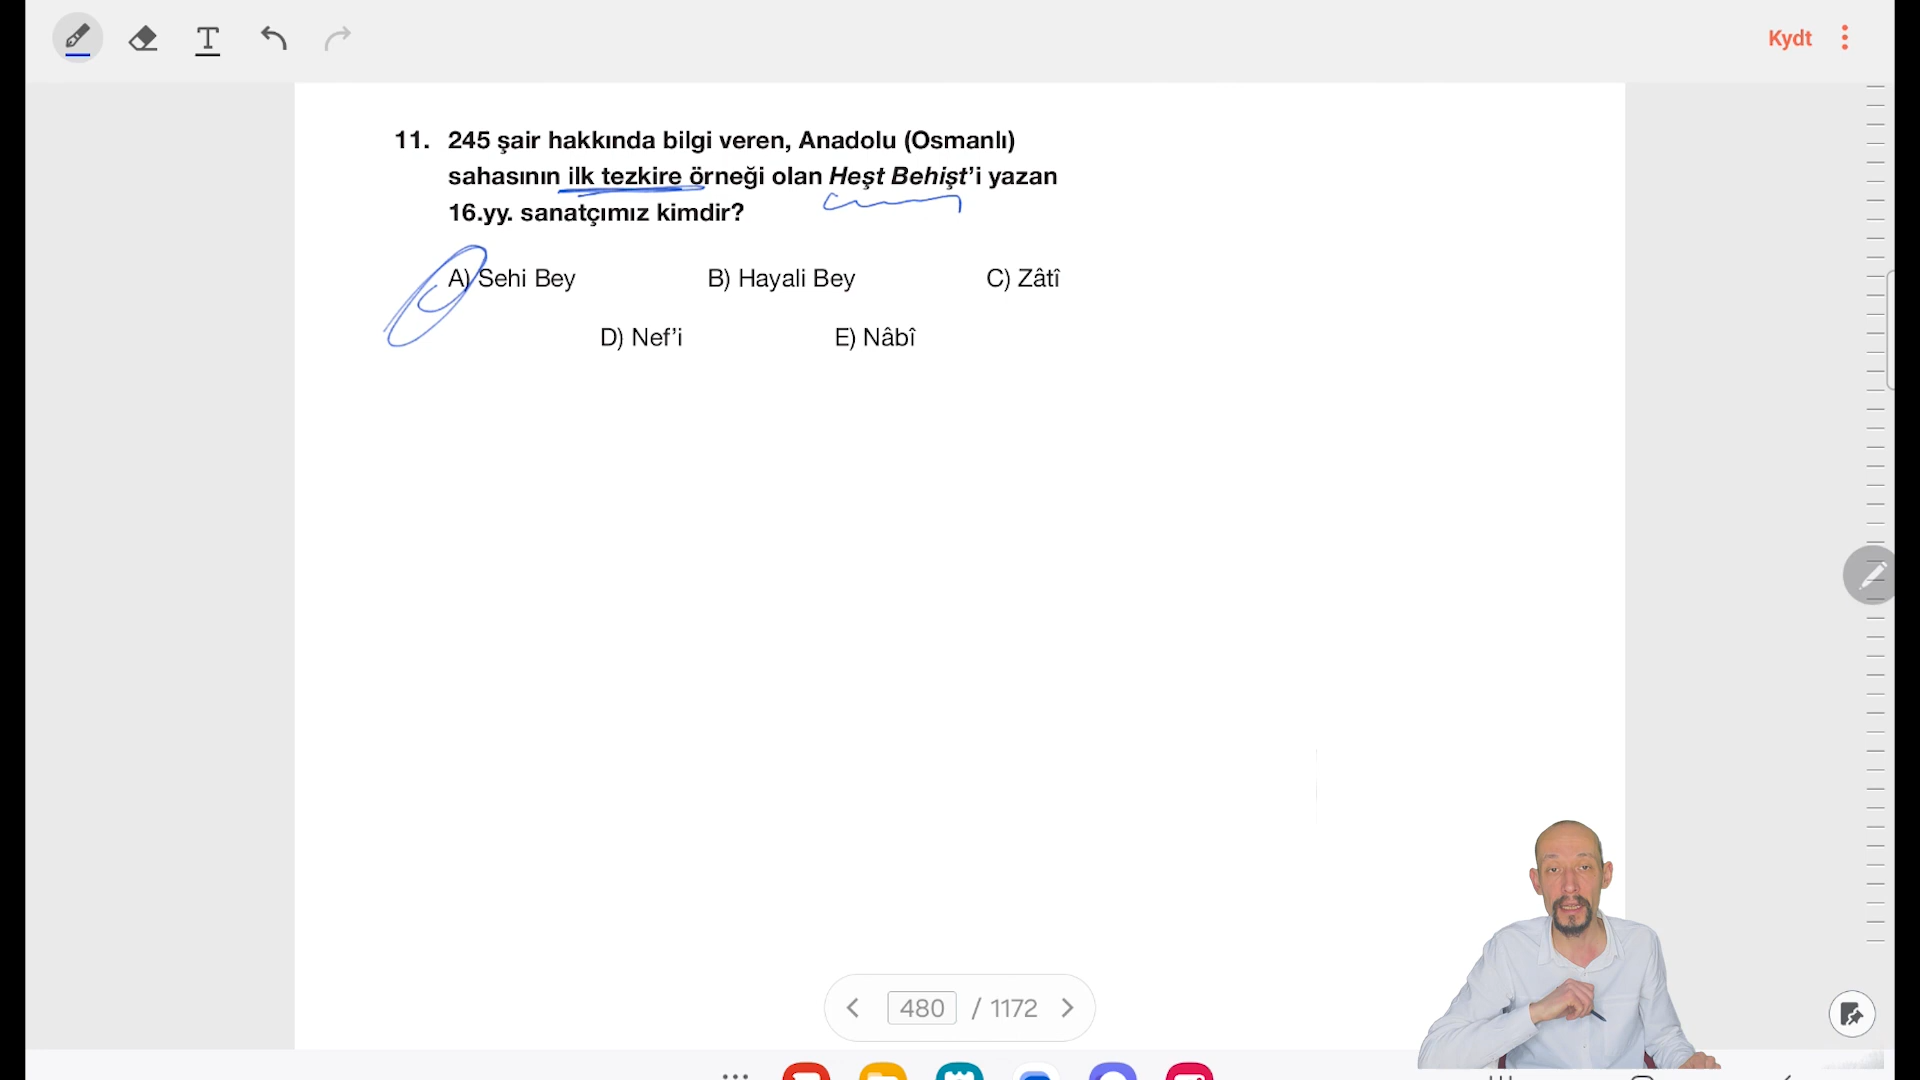 T
Kydt
11. 245 şair hakkında bilgi veren, Anadolu (Osmanlı)
sahasının ilk tezkire örneği olan Heşt Behişt’i yazan
16.yy. sanatçımız kimdir?
A) Sehi Bey B) Hayali Bey C) Zâtî
D) Nef’i E) Nâbî
480 / 1172